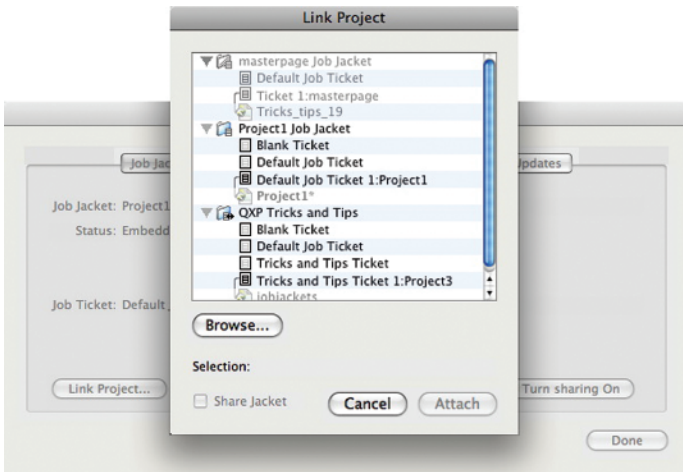 Link Project
masterpage Job Jacket
Default Job Ticket
Ticket 1:masterpage
Tricks_tips_19
Project1 Job Jacket
Blank Ticket
Default Job Ticket
Default Job Ticket 1:Project1
Project1*
QXP Tricks and Tips
Blank Ticket
Default Job Ticket
Tricks and Tips Ticket
Tricks and Tips Ticket 1:Project3
jobjackets
Browse...
Selection:
Share Jacket
Cancel
Attach
Job Jac
Updates
Job Jacket: Project1
Status: Embedd
Job Ticket: Default
Link Project...
Turn sharing On
Done